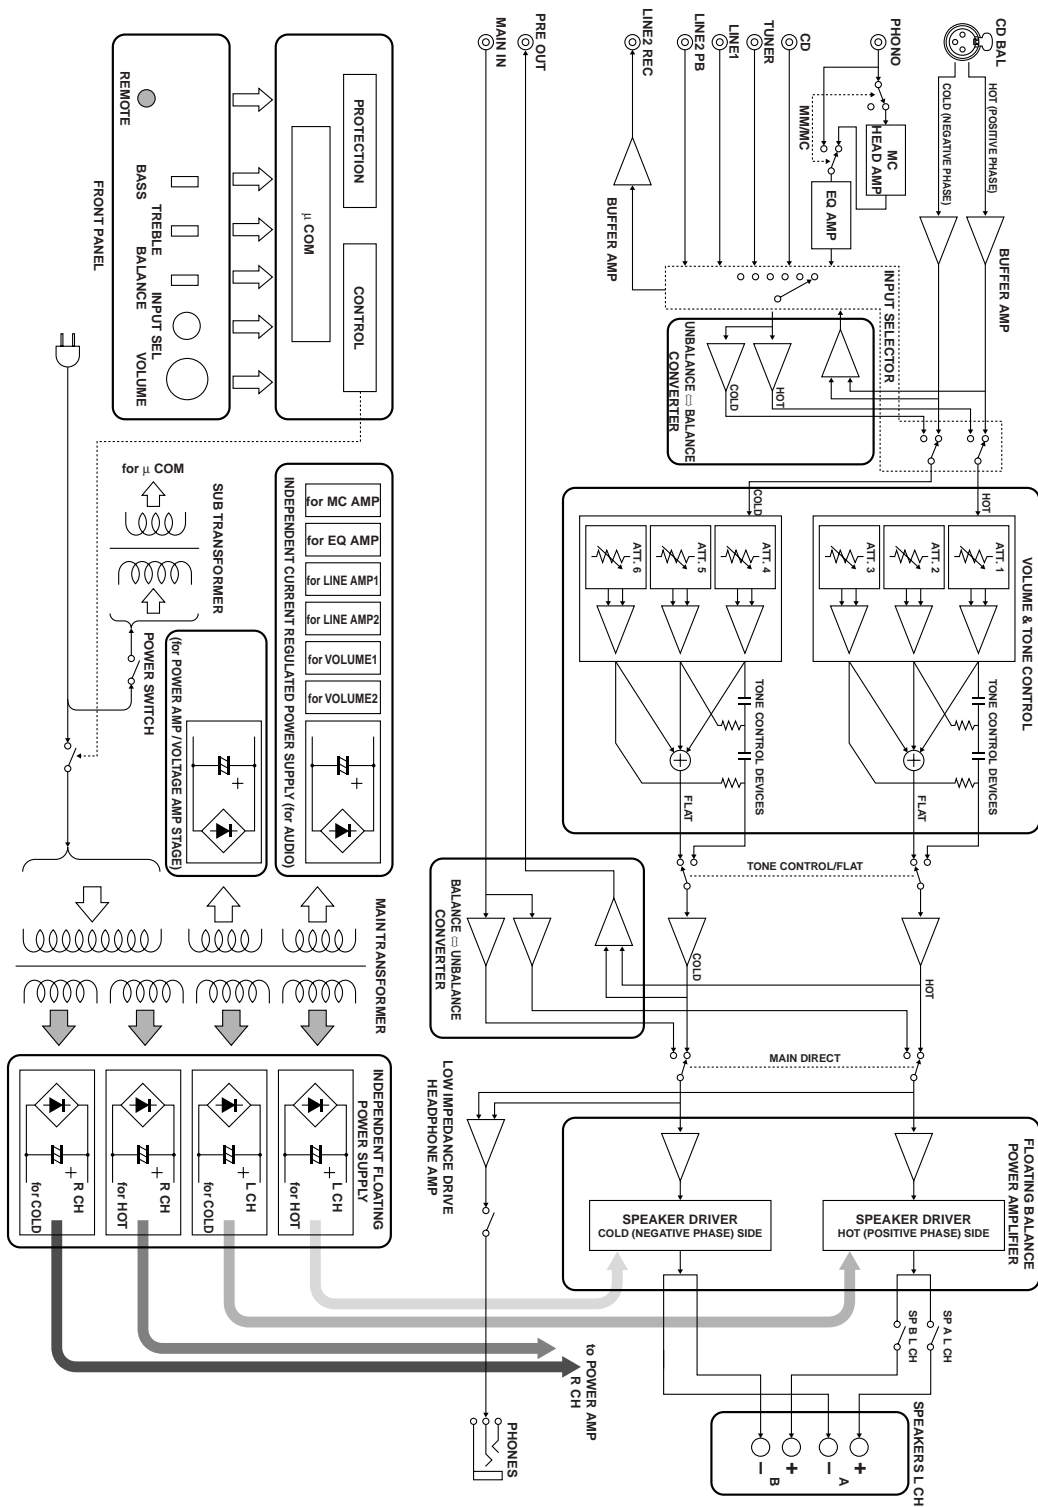 CD BAL
PHONO
CD
TUNER
LINE1
LINE2 PB
LINE2 REC
PRE OUT
MAIN IN
HOT (POSITIVE PHASE)
COLD (NEGATIVE PHASE)
BUFFER AMP
MC
HEAD AMP
MM/MC
EQ AMP
BUFFER AMP
INPUT SELECTOR
UNBALANCE ⇔ BALANCE
CONVERTER
HOT
COLD
HOT
COLD
VOLUME & TONE CONTROL
ATT. 1
ATT. 2
ATT. 3
ATT. 4
ATT. 5
ATT. 6
TONE CONTROL DEVICES
TONE CONTROL DEVICES
+
+
FLAT
FLAT
TONE CONTROL/FLAT
HOT
COLD
BALANCE ⇔ UNBALANCE
CONVERTER
MAIN DIRECT
LOW IMPEDANCE DRIVE
HEADPHONE AMP
FLOATING BALANCE
POWER AMPLIFIER
SPEAKER DRIVER
HOT (POSITIVE PHASE) SIDE
SPEAKER DRIVER
COLD (NEGATIVE PHASE) SIDE
SP A L CH
SP B L CH
SPEAKERS L CH
+
−
A
+
−
B
PHONES
to POWER AMP
R CH
FRONT PANEL
REMOTE
BASS
TREBLE
BALANCE
INPUT SEL
VOLUME
PROTECTION
μ COM
CONTROL
for μ COM
SUB TRANSFORMER
POWER SWITCH
INDEPENDENT CURRENT REGULATED POWER SUPPLY (for AUDIO)
for MC AMP
for EQ AMP
for LINE AMP1
for LINE AMP2
for VOLUME1
for VOLUME2
+
(for POWER AMP / VOLTAGE AMP STAGE)
+
MAIN TRANSFORMER
INDEPENDENT FLOATING
POWER SUPPLY
+ L CH
for HOT
+ L CH
for COLD
+ R CH
for HOT
+ R CH
for COLD